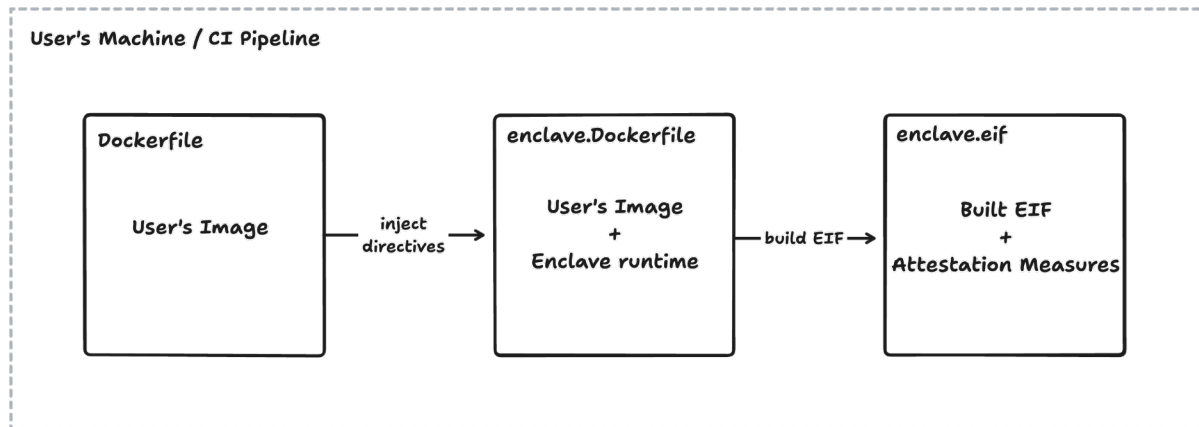 User's Machine / CI Pipeline
Dockerfile
User's Image
inject
directives
enclave.Dockerfile
User's Image
+
Enclave runtime
build EIF
enclave.eif
Built EIF
+
Attestation Measures